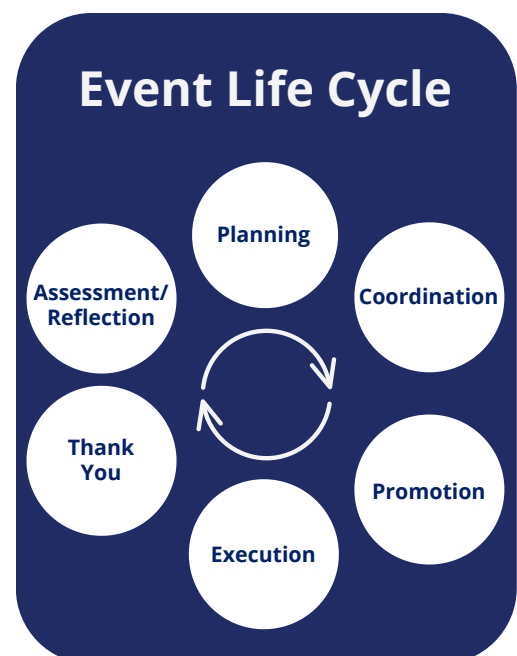 Event Life Cycle
Planning
Coordination
Promotion
Execution
Thank
You
Assessment/
Reflection